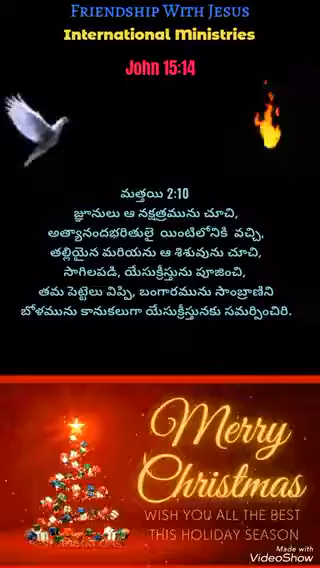 Friendship With Jesus
International Ministries
John 15:14
మత్తయి 2:10
జ్ఞానులు ఆ నక్షత్రమును చూచి,
అత్యానందభరితులై యింటిలోనికి వచ్చి,
తల్లియైన మరియను ఆ శిశువును చూచి,
సాగిలపడి, యేసుక్రీస్తును పూజించి,
తమ పెట్టెలు విప్పి, బంగారమును సాంబ్రాణిని
బోళమును కానుకలుగా యేసుక్రీస్తునకు సమర్పించిరి.
Merry
Christmas
WISH YOU ALL THE BEST
THIS HOLIDAY SEASON
Made with
VideoShow